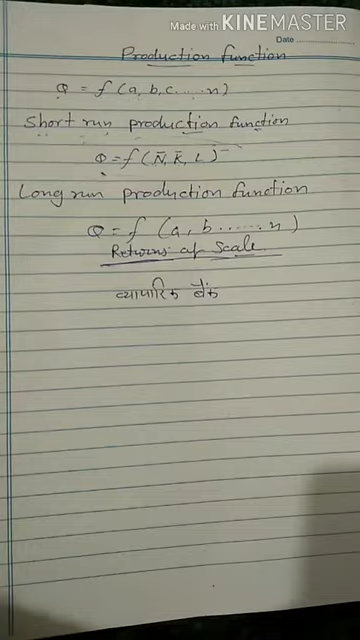 Made with KINEMASTER
Date
Production function
Q = f (a, b, c.....n)
Short run production function
Q = f (N̄, K̄, L)
Long run production function
Q = f (a, b.......n)
Returns of Scale
व्यापारिक बैंक